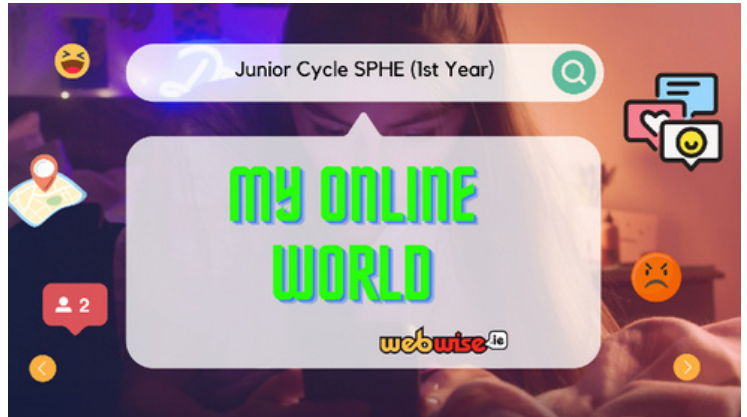 Junior Cycle SPHE (1st Year)
MY ONLINE
WORLD
webwise.ie
2